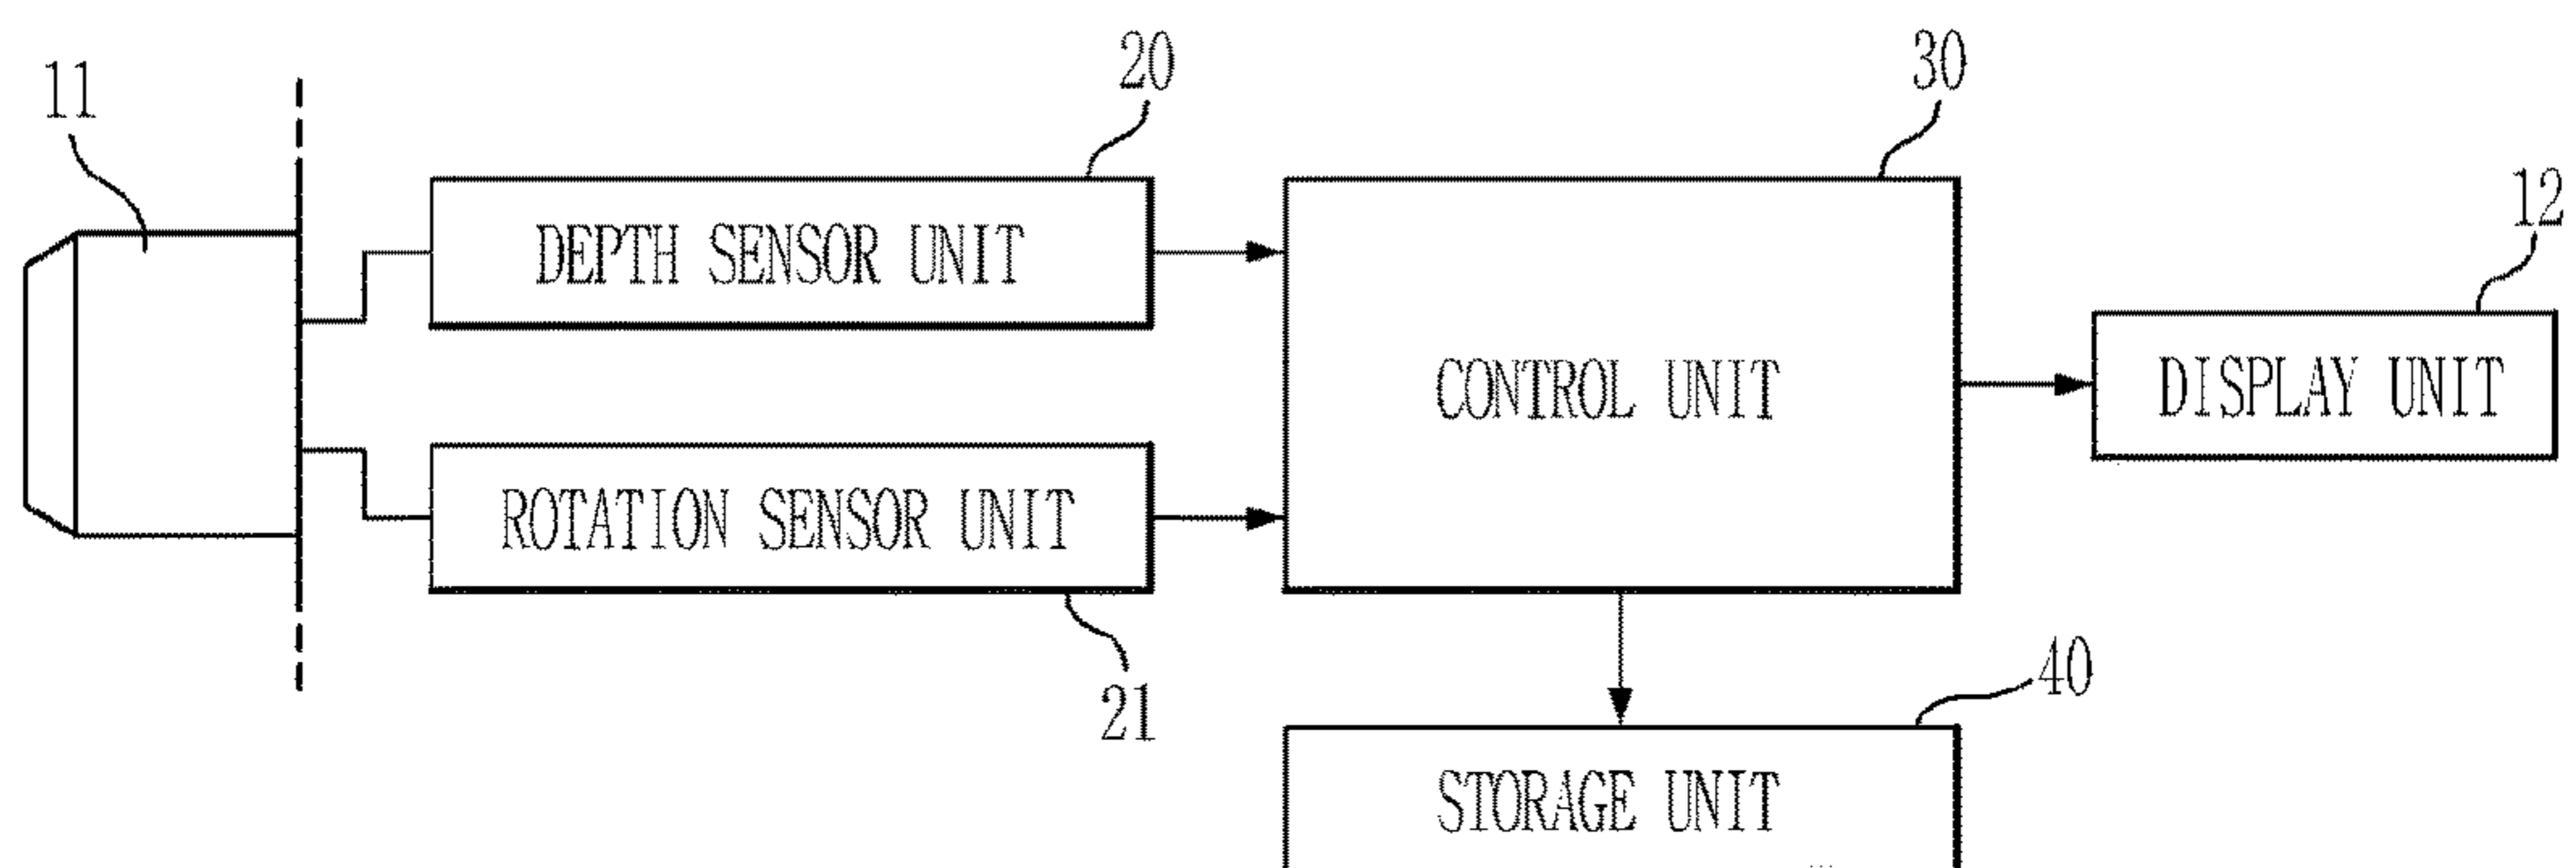 20
30
11
12
DEPTH SENSOR UNIT
CONTROL UNIT
DISPLAY UNIT
ROTATION SENSOR UNIT
21
40
STORAGE UNIT